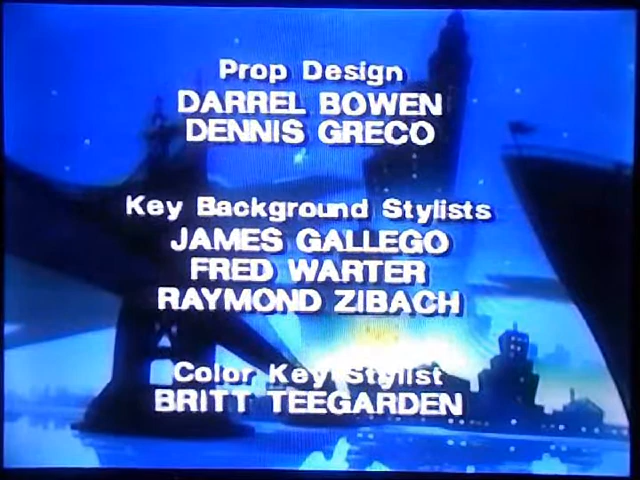 Prop Design
DARREL BOWEN
DENNIS GRECO
Key Background Stylists
JAMES GALLEGO
FRED WARTER
RAYMOND ZIBACH
Color Key Stylist
BRITT TEEGARDEN